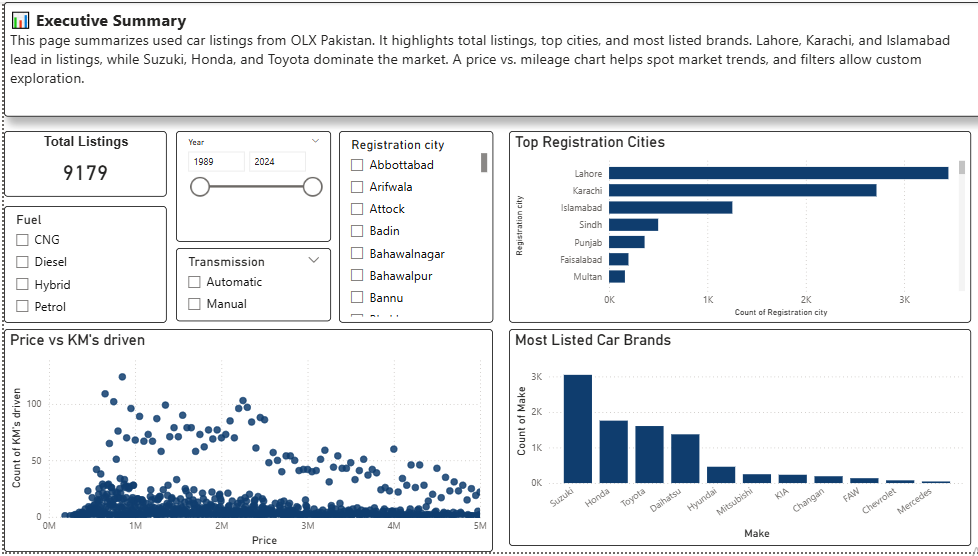 📊 Executive Summary
This page summarizes used car listings from OLX Pakistan. It highlights total listings, top cities, and most listed brands. Lahore, Karachi, and Islamabad
lead in listings, while Suzuki, Honda, and Toyota dominate the market. A price vs. mileage chart helps spot market trends, and filters allow custom
exploration.
Total Listings
9179
Fuel
CNG
Diesel
Hybrid
Petrol
Year
1989 2024
Transmission
Automatic
Manual
Registration city
Abbottabad
Arifwala
Attock
Badin
Bahawalnagar
Bahawalpur
Bannu
Top Registration Cities
Registration city
Lahore
Karachi
Islamabad
Sindh
Punjab
Faisalabad
Multan
0K 1K 2K 3K
Count of Registration city
Price vs KM's driven
Count of KM's driven
100
50
0
0M 1M 2M 3M 4M 5M
Price
Most Listed Car Brands
Count of Make
3K
2K
1K
0K
Suzuki Honda Toyota Daihatsu Hyundai Mitsubishi KIA Changan FAW Chevrolet Mercedes
Make